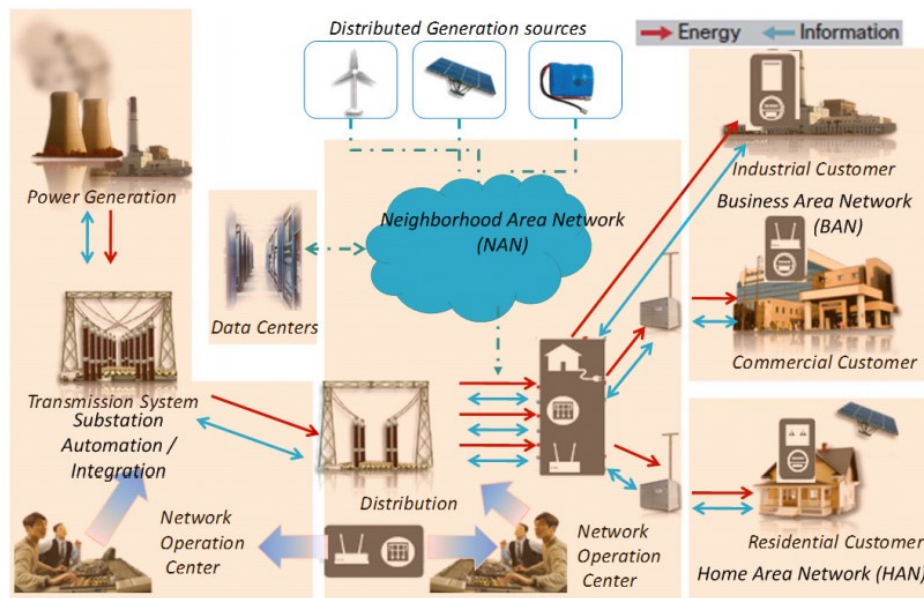 Distributed Generation sources
Energy
Information
Power Generation
Neighborhood Area Network
(NAN)
Data Centers
Industrial Customer
Business Area Network
(BAN)
Commercial Customer
Transmission System
Substation
Automation /
Integration
Distribution
Network
Operation
Center
Network
Operation
Center
Residential Customer
Home Area Network (HAN)